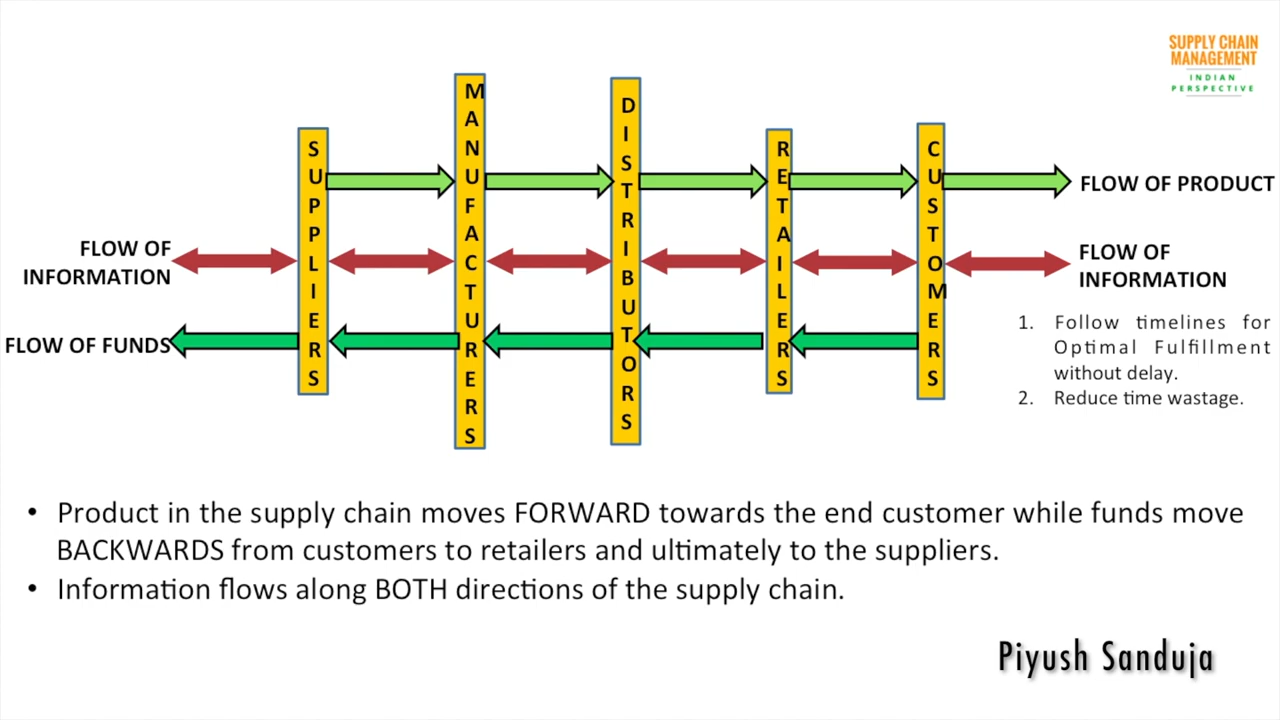 SUPPLY CHAIN
MANAGEMENT
INDIAN
PERSPECTIVE
SUPPLIERS
MANUFACTURERS
DISTRIBUTORS
RETAILERS
CUSTOMERS
FLOW OF PRODUCT
FLOW OF
INFORMATION
FLOW OF
INFORMATION
FLOW OF FUNDS
1. Follow timelines for
Optimal Fulfillment
without delay.
2. Reduce time wastage.
• Product in the supply chain moves FORWARD towards the end customer while funds move
BACKWARDS from customers to retailers and ultimately to the suppliers.
• Information flows along BOTH directions of the supply chain.
Piyush Sanduja